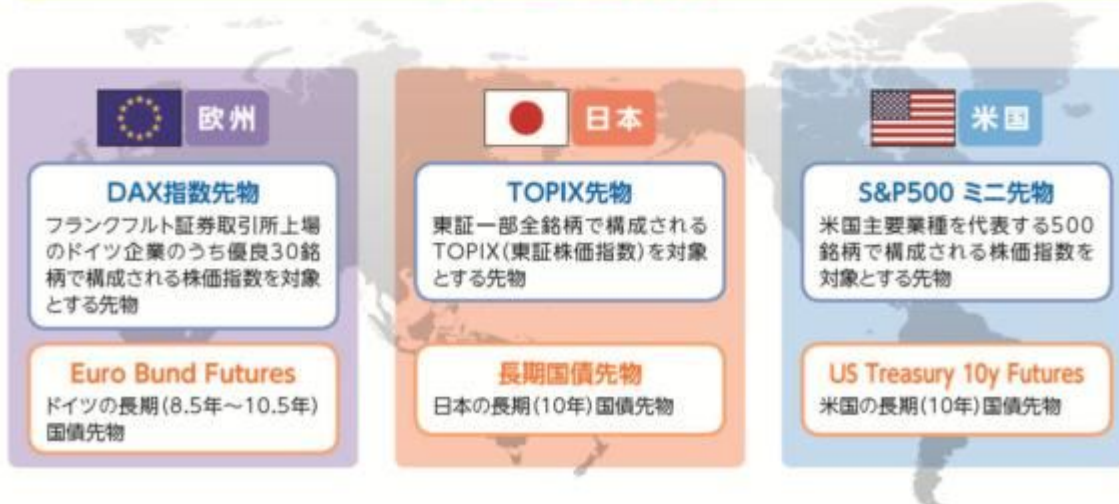 欧州
DAX指数先物
フランクフルト証券取引所上場
のドイツ企業のうち優良30銘
柄で構成される株価指数を対象
とする先物
Euro Bund Futures
ドイツの長期(8.5年～10.5年)
国債先物
日本
TOPIX先物
東証一部全銘柄で構成される
TOPIX(東証株価指数)を対象
とする先物
長期国債先物
日本の長期(10年)国債先物
米国
S&P500 ミニ先物
米国主要業種を代表する500
銘柄で構成される株価指数を
対象とする先物
US Treasury 10y Futures
米国の長期(10年)国債先物